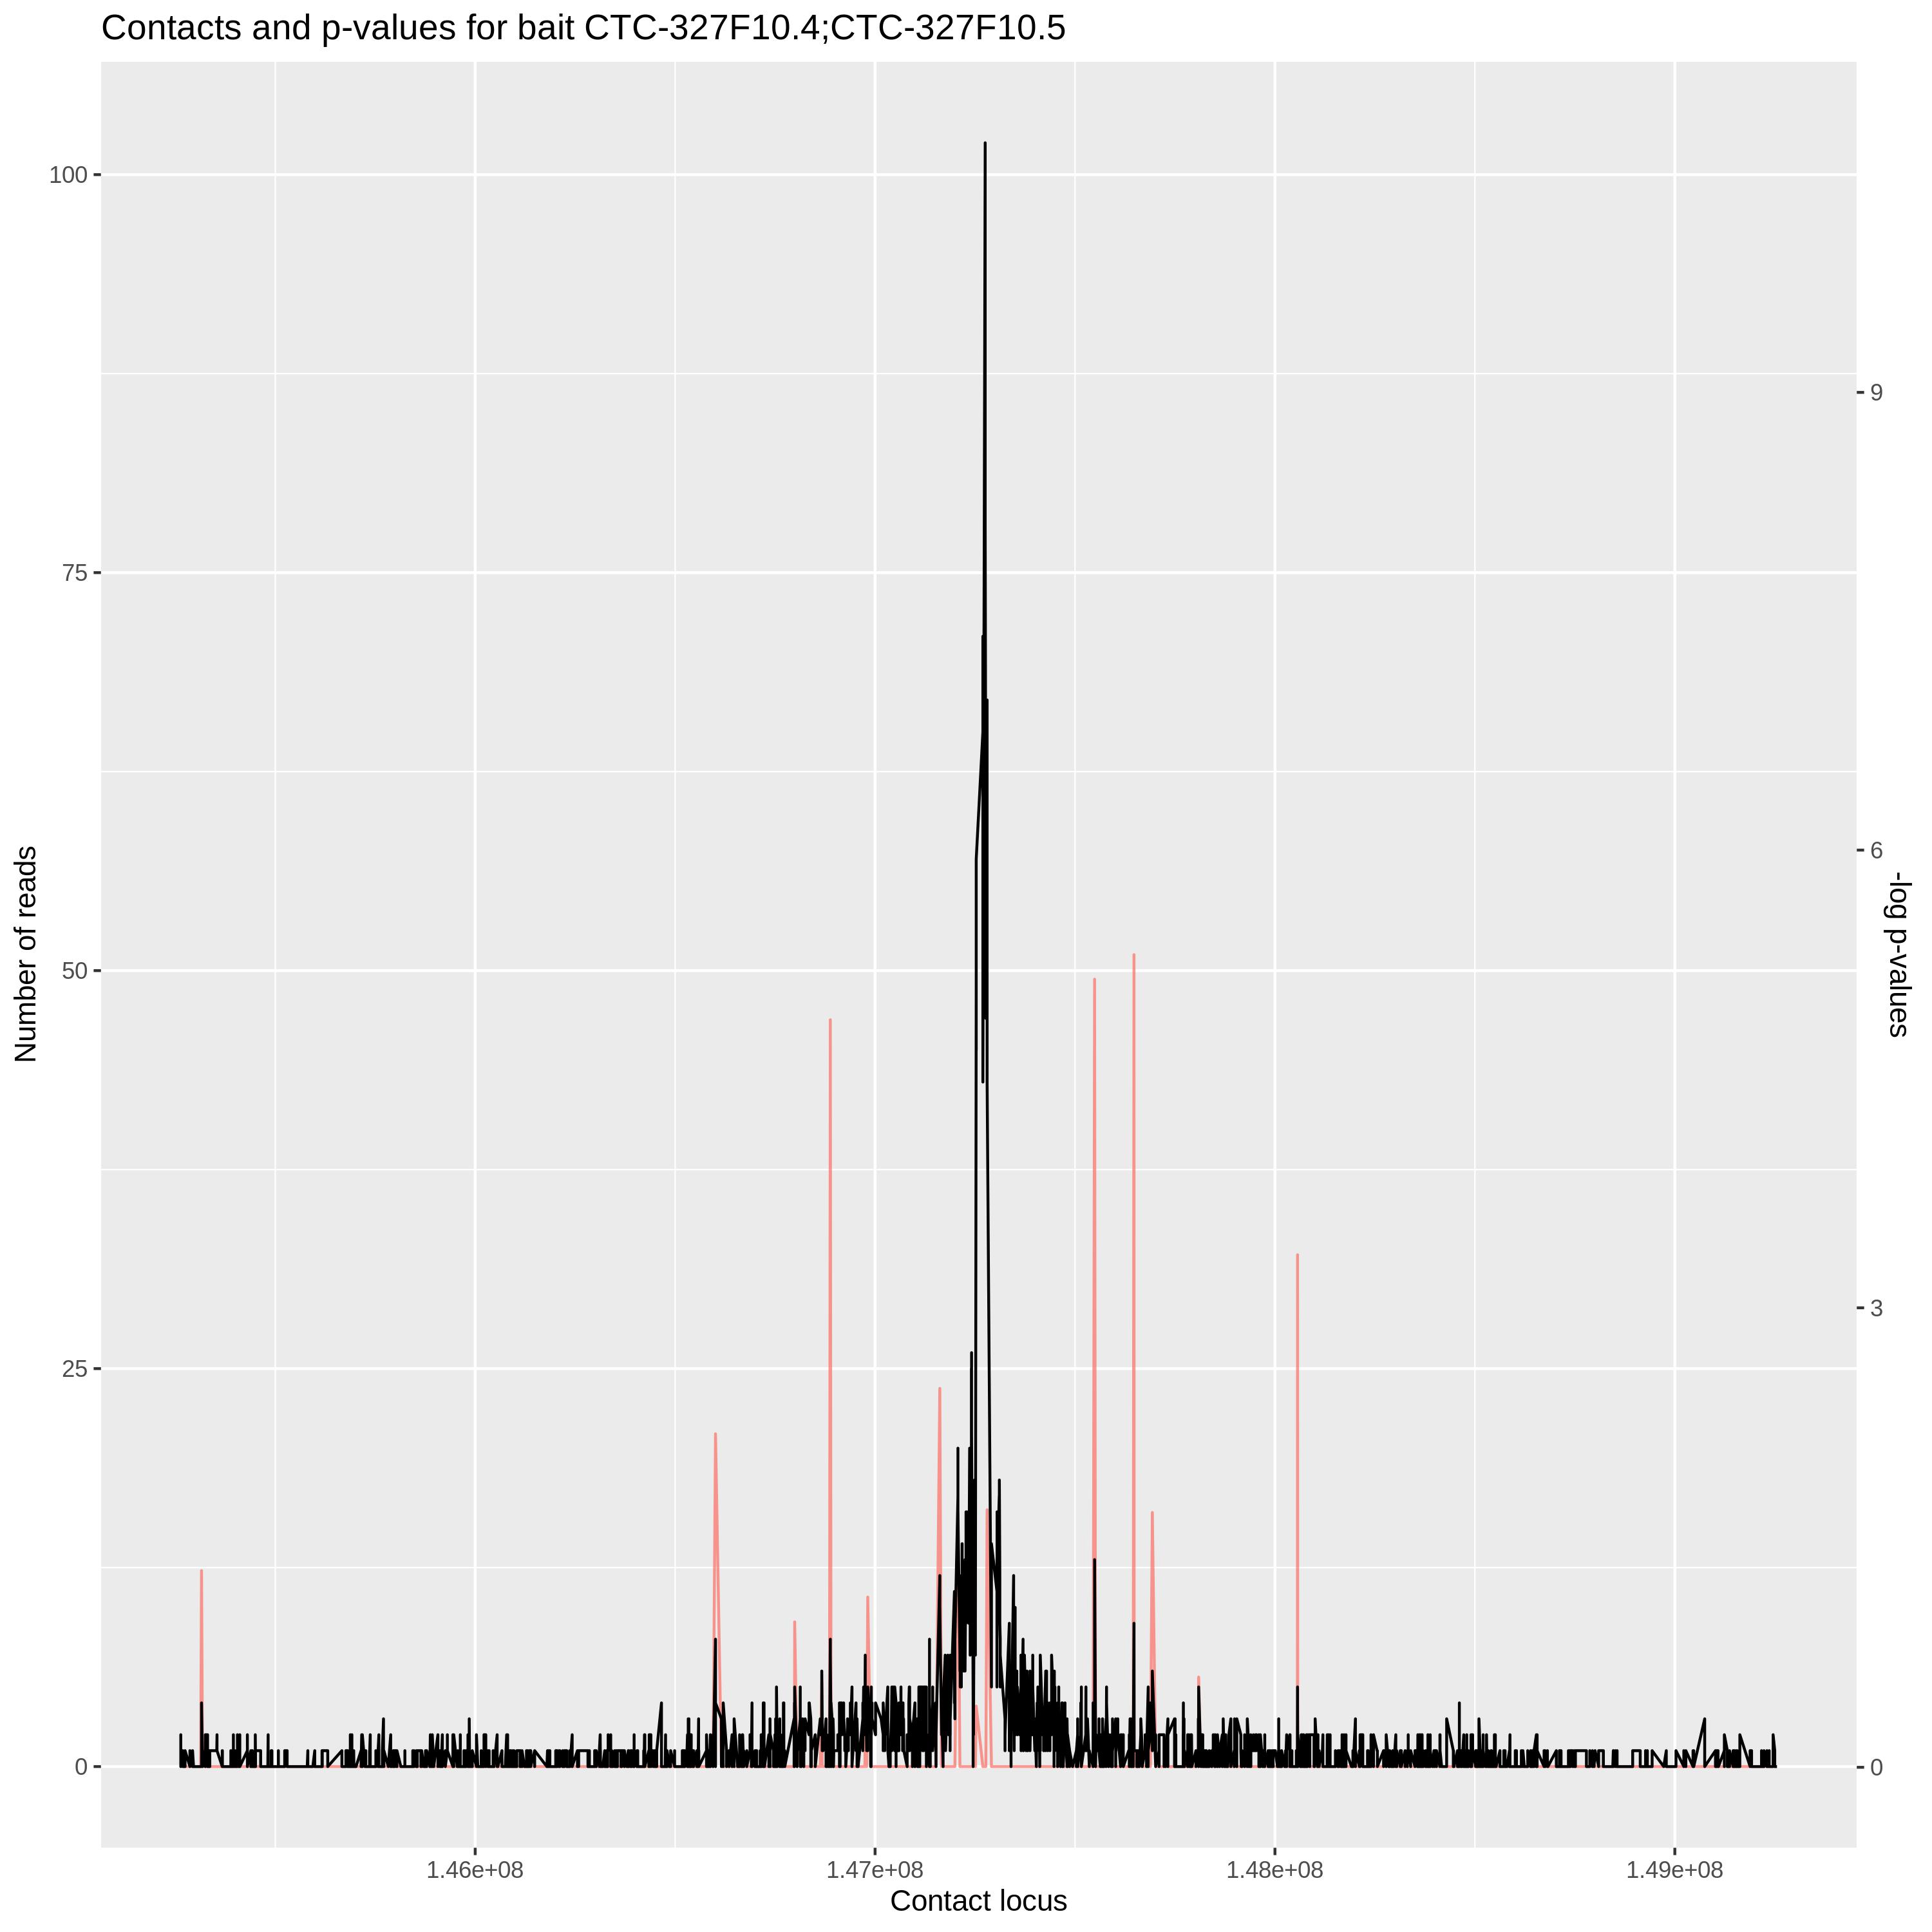 Contacts and p-values for bait CTC-327F10.4;CTC-327F10.5
100
75
50
25
0
Number of reads
9
6
3
0
-log p-values
1.46e+08
1.47e+08
1.48e+08
1.49e+08
Contact locus